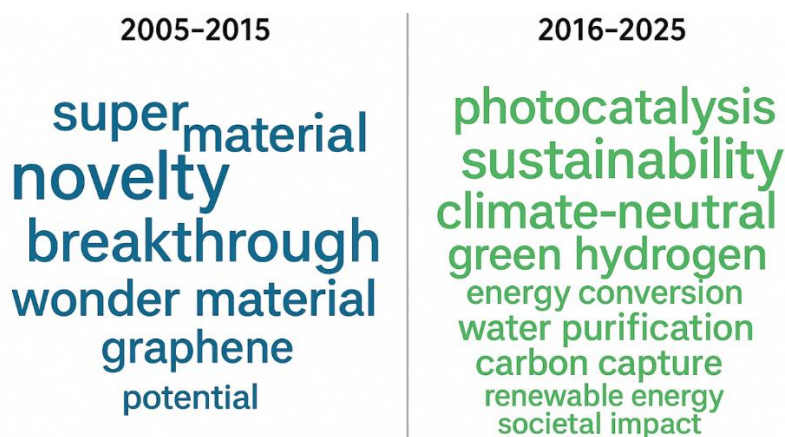 2005–2015
super
material
novelty
breakthrough
wonder material
graphene
potential
2016–2025
photocatalysis
sustainability
climate-neutral
green hydrogen
energy conversion
water purification
carbon capture
renewable energy
societal impact